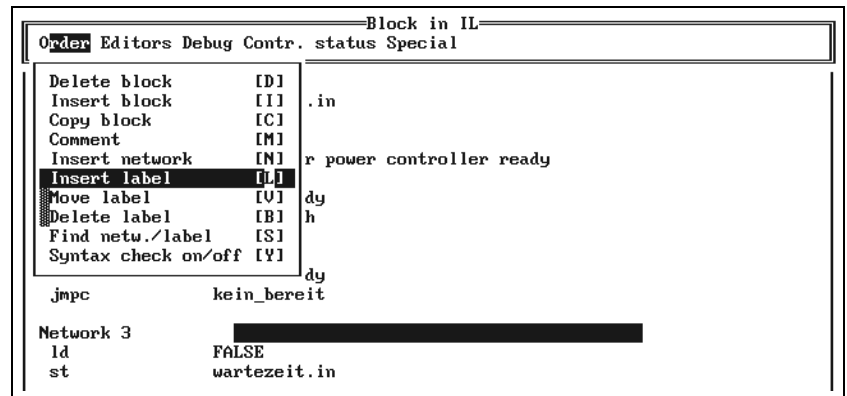 Block in IL
Order Editors Debug Contr. status Special
Delete block [D]
Insert block [I] .in
Copy block [C]
Comment [M]
Insert network [N] r power controller ready
Insert label [L]
Move label [V] dy
Delete label [B] h
Find netw./label [S]
Syntax check on/off [Y]
dy
jmpc kein_bereit
Network 3
ld FALSE
st wartezeit.in